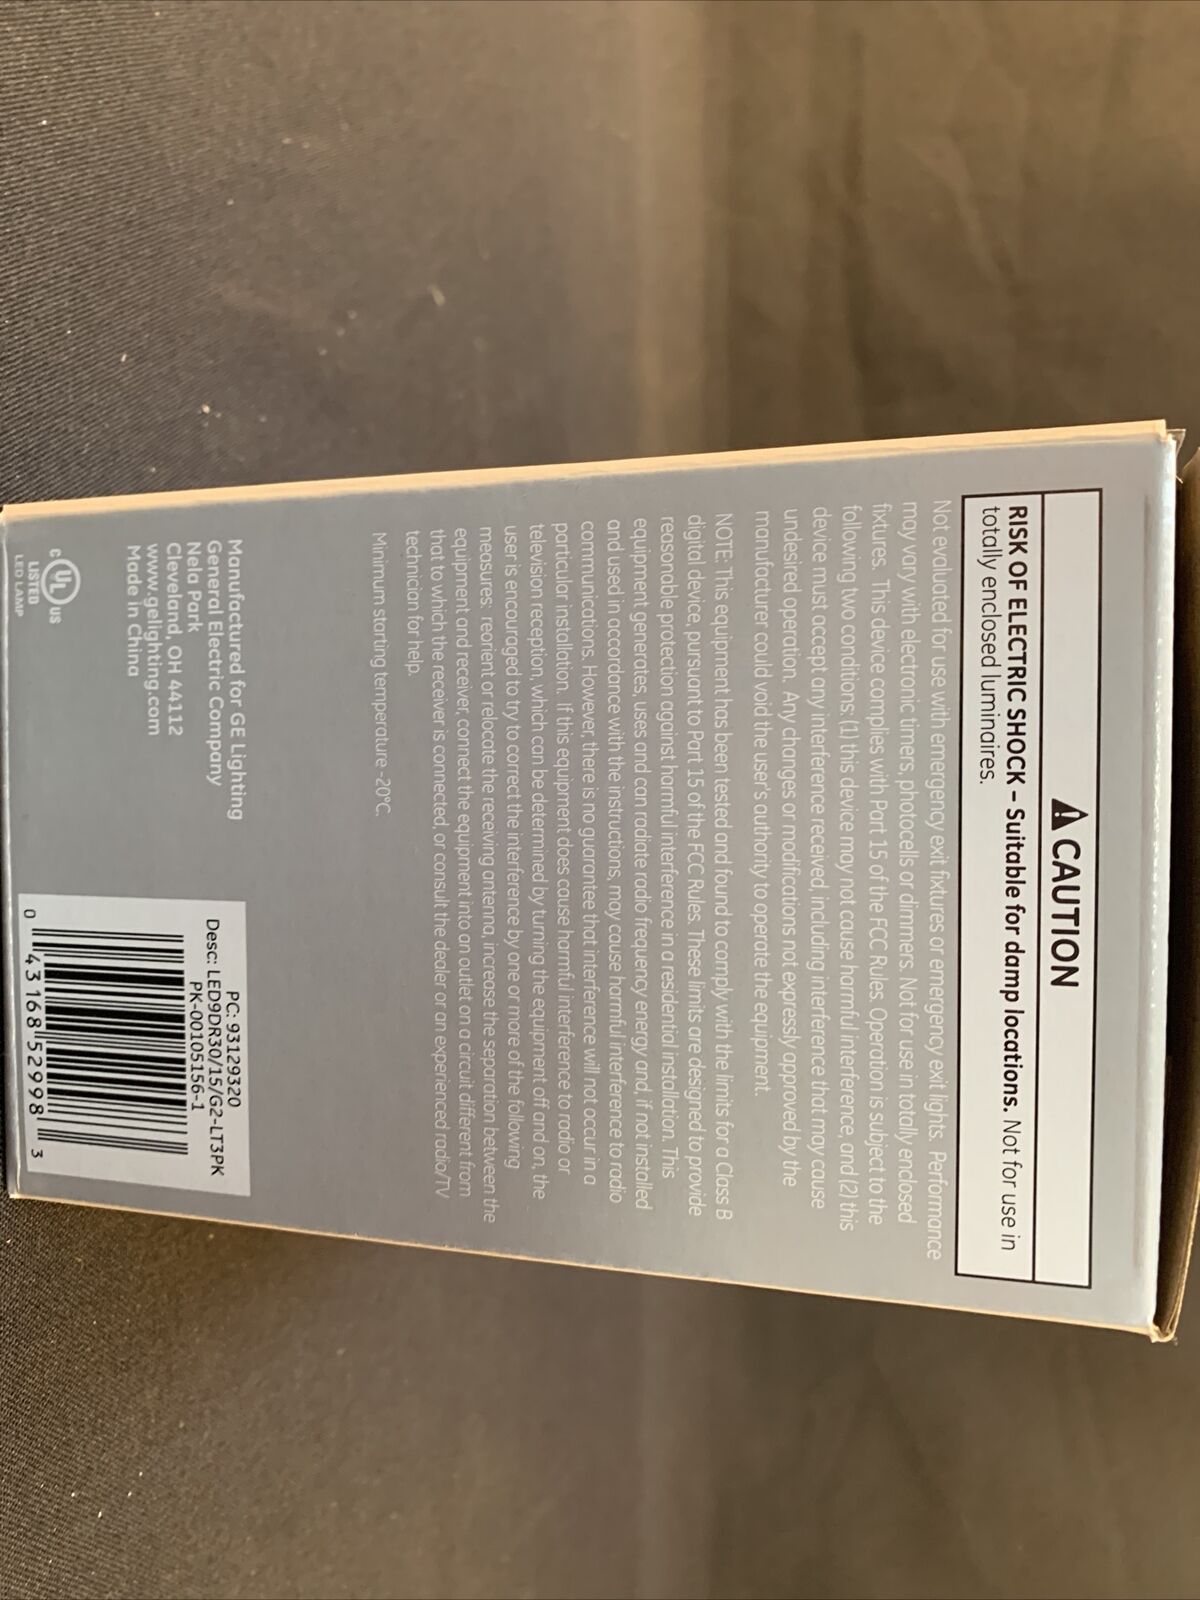 CAUTION
RISK OF ELECTRIC SHOCK – Suitable for damp locations. Not for use in
totally enclosed luminaires.
Not evaluated for use with emergency exit fixtures or emergency exit lights. Performance
may vary with electronic timers, photocells or dimmers. Not for use in totally enclosed
fixtures. This device complies with Part 15 of the FCC Rules. Operation is subject to the
following two conditions: (1) this device may not cause harmful interference, and (2) this
device must accept any interference received, including interference that may cause
undesired operation. Any changes or modifications not expressly approved by the
manufacturer could void the user's authority to operate the equipment.
NOTE: This equipment has been tested and found to comply with the limits for a Class B
digital device, pursuant to Part 15 of the FCC Rules. These limits are designed to provide
reasonable protection against harmful interference in a residential installation. This
equipment generates, uses and can radiate radio frequency energy and, if not installed
and used in accordance with the instructions, may cause harmful interference to radio
communications. However, there is no guarantee that interference will not occur in a
particular installation. If this equipment does cause harmful interference to radio or
television reception, which can be determined by turning the equipment off and on, the
user is encouraged to try to correct the interference by one or more of the following
measures: reorient or relocate the receiving antenna, increase the separation between the
equipment and receiver, connect the equipment into an outlet on a circuit different from
that to which the receiver is connected, or consult the dealer or an experienced radio/TV
technician for help.
Minimum starting temperature -20°C.
Manufactured for GE Lighting
General Electric Company
Nela Park
Cleveland, OH 44112
www.gelighting.com
Made in China
c UL US
LISTED
LED LAMP
PC: 93129320
Desc: LED9DR30/15/G2-LT3PK
PK-00105156-1
0 43168 52998 3